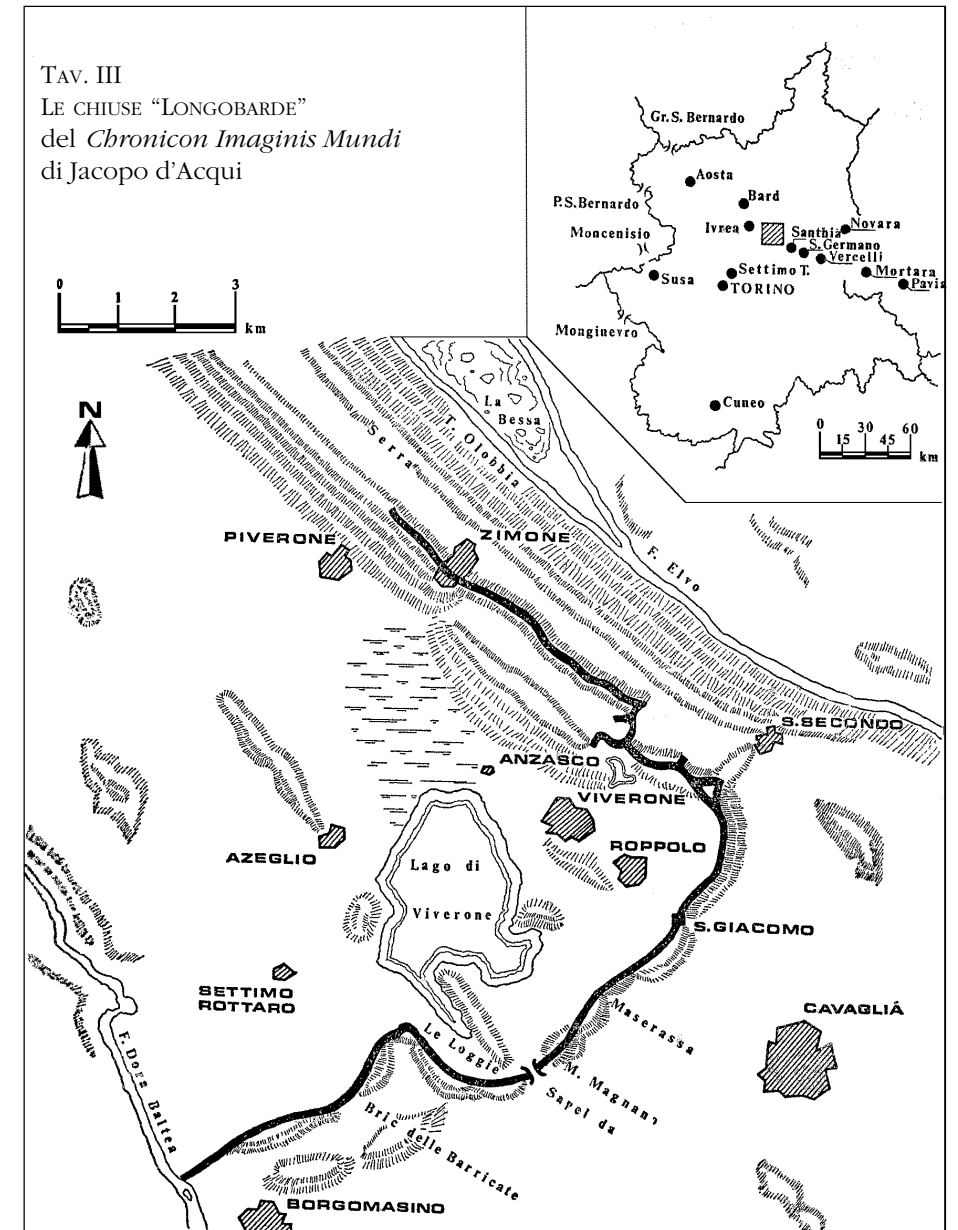 TAV. III
LE CHIUSE “LONGOBARDE”
del Chronicon Imaginis Mundi
di Jacopo d’Acqui
0 1 2 3
km
N
Gr. S. Bernardo
Aosta
Bard
P.S. Bernardo
Ivrea
Novara
Santhià
Moncenisio
S. Germano
Vercelli
Settimo T.
Mortara
Susa
TORINO
Pavia
Monginevro
Cuneo
0 15 30 45 60
km
La
Bessa
T. Olobbia
Serra
PIVERONE
ZIMONE
F. Elvo
S. SECONDO
ANZASCO
VIVERONE
AZEGLIO
ROPPOLO
Lago di
Viverone
S. GIACOMO
SETTIMO
ROTTARO
CAVAGLIÁ
Maserassa
Le Loggie
M. Magnano
Sapel da
F. Dora
Baltea
Bric delle Barricate
BORGOMASINO